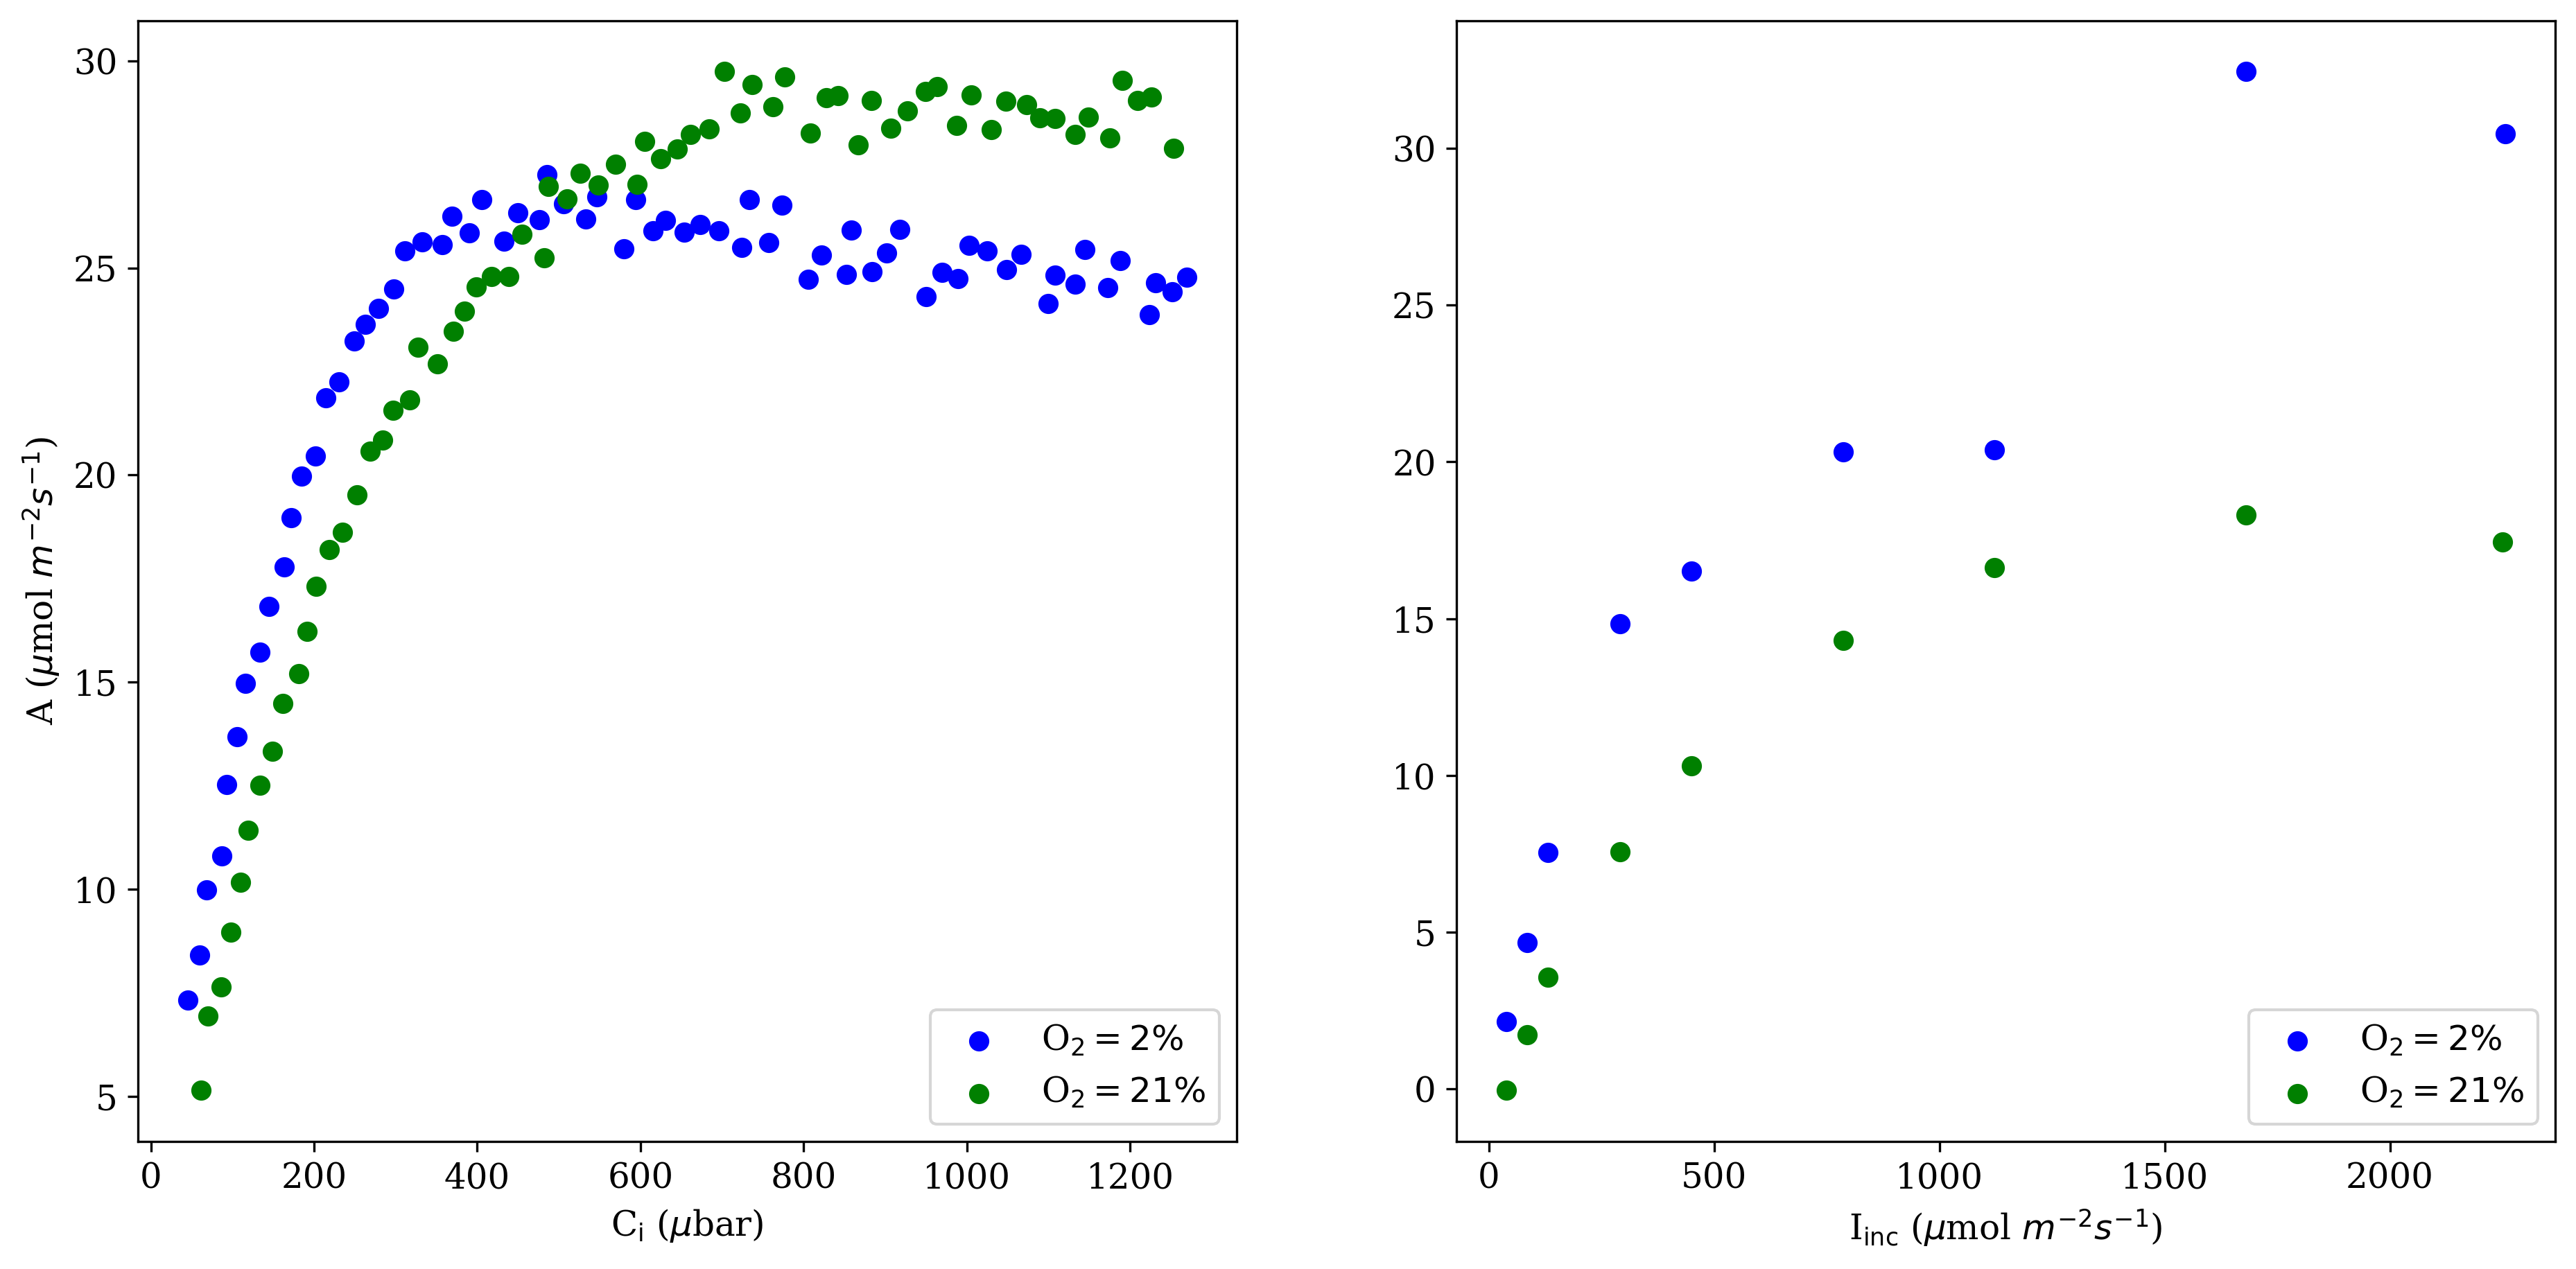 30
25
20
15
10
5
A (μmol m⁻²s⁻¹)
0 200 400 600 800 1000 1200
Cᵢ (μbar)
O₂ = 2%
O₂ = 21%
30
25
20
15
10
5
0
0 500 1000 1500 2000
I_inc (μmol m⁻²s⁻¹)
O₂ = 2%
O₂ = 21%